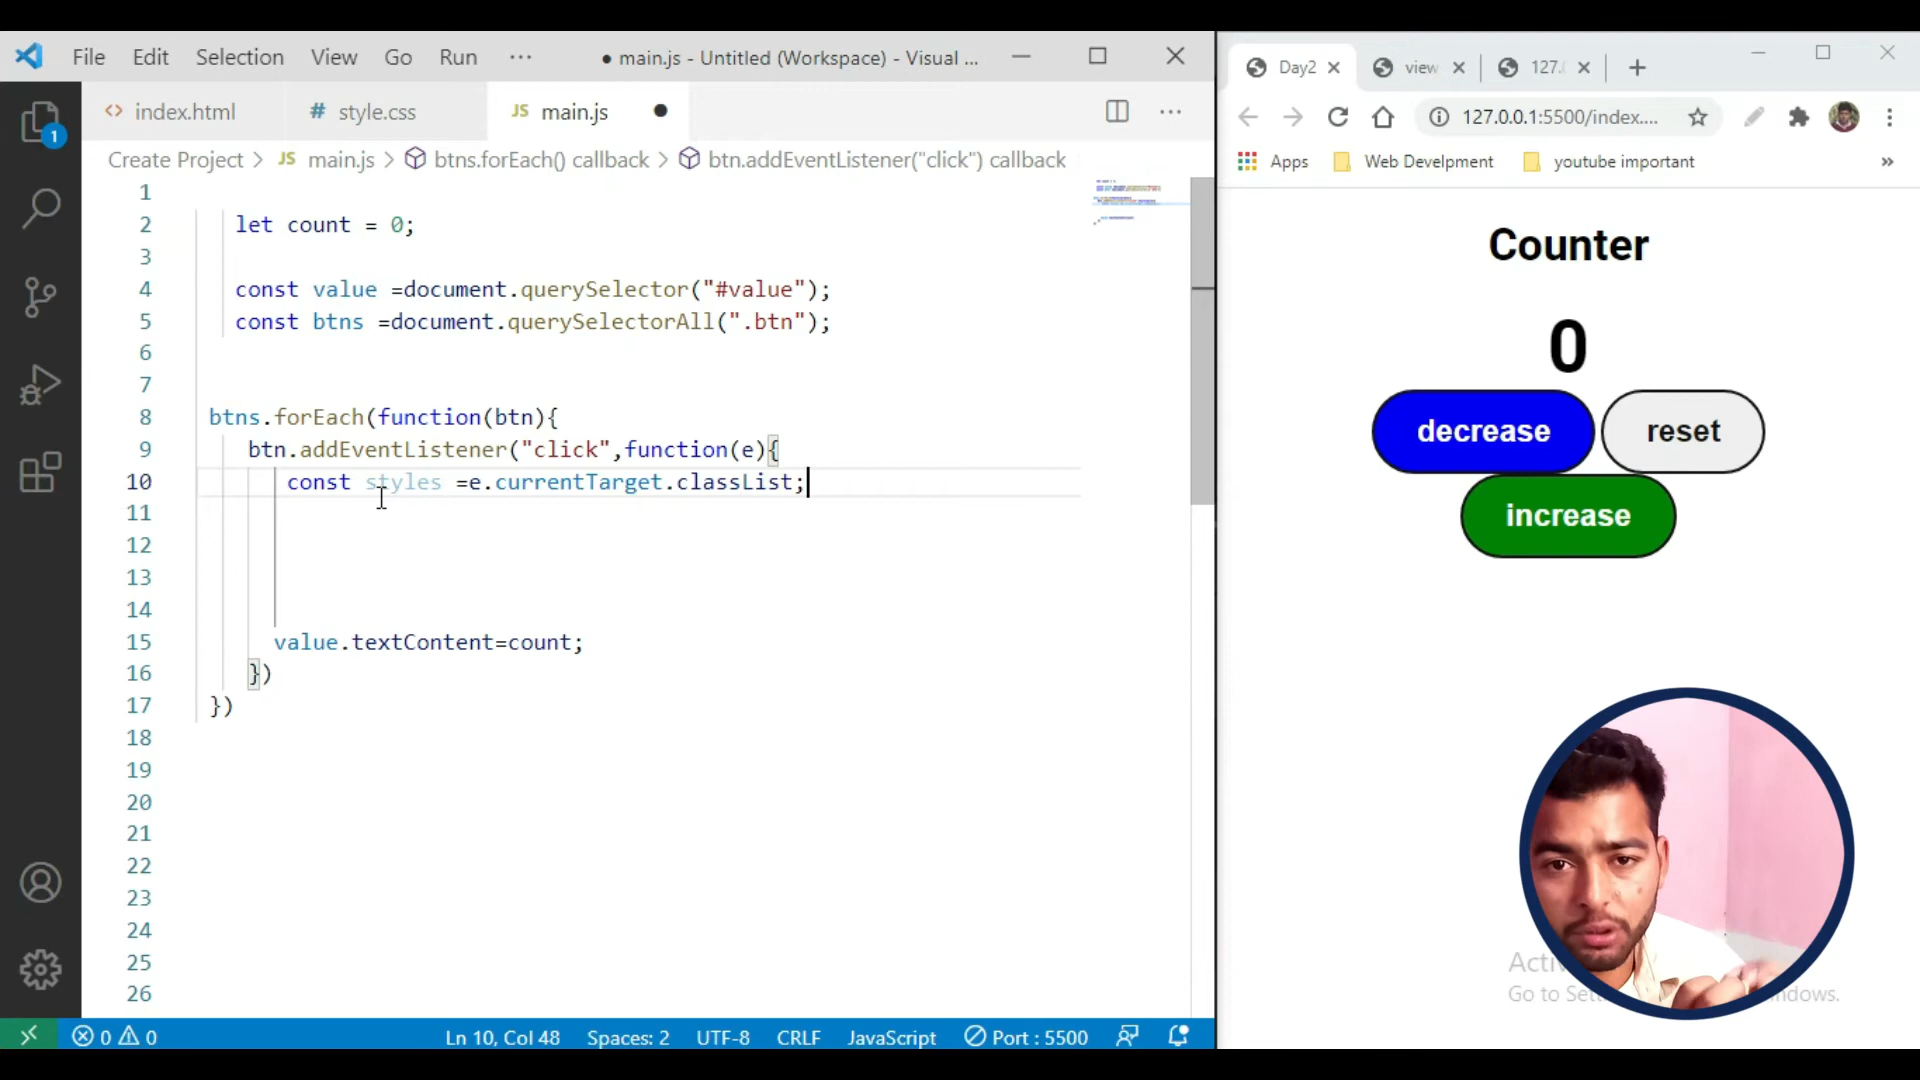 File Edit Selection View Go Run ··· ● main.js - Untitled (Workspace) - Visual ...
<> index.html # style.css JS main.js ●
Create Project > JS main.js > btns.forEach() callback > btn.addEventListener("click") callback
1
2 let count = 0;
3
4 const value =document.querySelector("#value");
5 const btns =document.querySelectorAll(".btn");
6
7
8 btns.forEach(function(btn){
9 btn.addEventListener("click",function(e){
10 const styles =e.currentTarget.classList;
11
12
13
14
15 value.textContent=count;
16 })
17 })
18
19
20
21
22
23
24
25
26
1
0 0 Ln 10, Col 48 Spaces: 2 UTF-8 CRLF JavaScript Port : 5500
Day2 view 127.
127.0.0.1:5500/index....
Apps Web Develpment youtube important »
Counter
0
decrease reset
increase
Go to